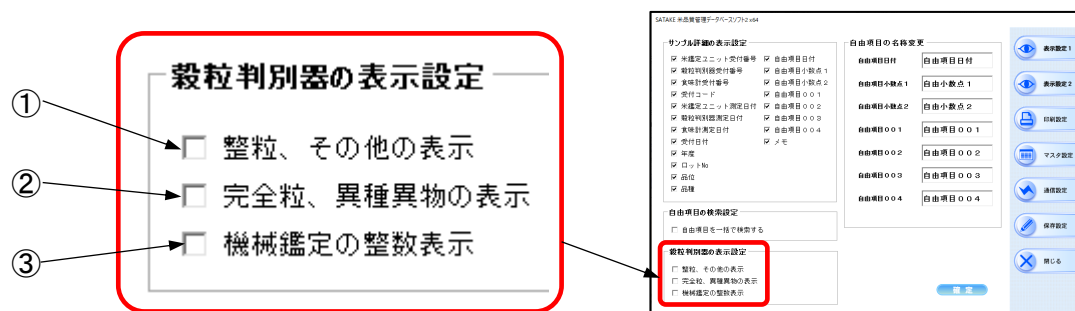 穀粒判別器の表示設定
① 整粒、その他の表示
② 完全粒、異種異物の表示
③ 機械鑑定の整数表示
SATAKE 米品質管理データベースソフト2 x64
サンプル詳細の表示設定
米鑑定ユニット受付番号 自由項目日付
穀粒判別器受付番号 自由項目小数点1
食味計受付番号 自由項目小数点2
受付コード 自由項目001
米鑑定ユニット測定日付 自由項目002
穀粒判別器測定日付 自由項目003
食味計測定日付 自由項目004
受付日付 メモ
年度
ロットNo
品位
品種
自由項目の検索設定
自由項目を一括で検索する
穀粒判別器の表示設定
整粒、その他の表示
完全粒、異種異物の表示
機械鑑定の整数表示
自由項目の名称変更
自由項目日付 自由項目日付
自由項目小数点1 自由小数点1
自由項目小数点2 自由小数点2
自由項目001 自由項目001
自由項目002 自由項目002
自由項目003 自由項目003
自由項目004 自由項目004
確定
表示設定1
表示設定2
印刷設定
マスタ設定
通信設定
保存設定
閉じる